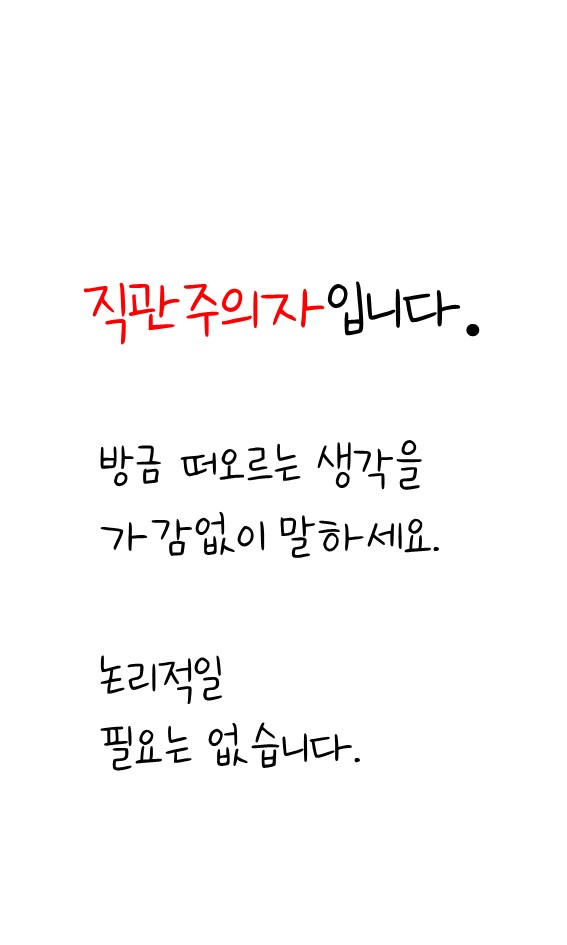 직관주의자입니다.
방금 떠오르는 생각을
가감없이 말하세요.
논리적일
필요는 없습니다.